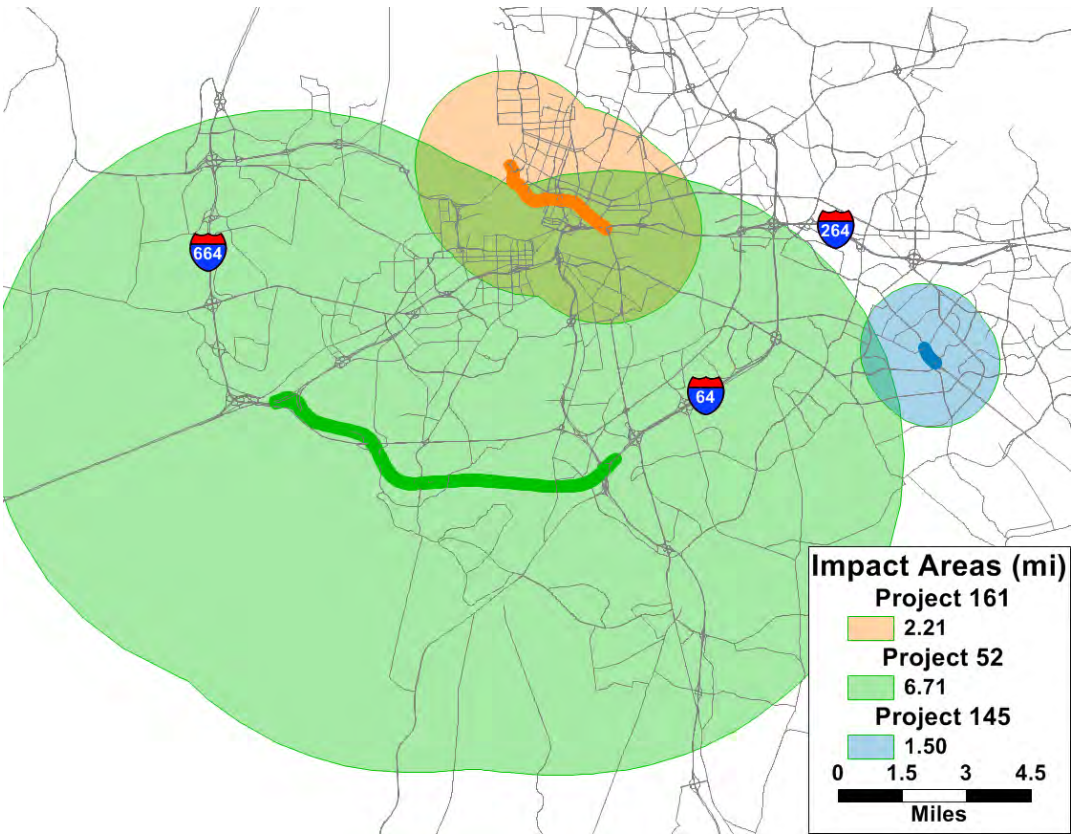 264
664
64
Impact Areas (mi)
Project 161
2.21
Project 52
6.71
Project 145
1.50
0 1.5 3 4.5
Miles